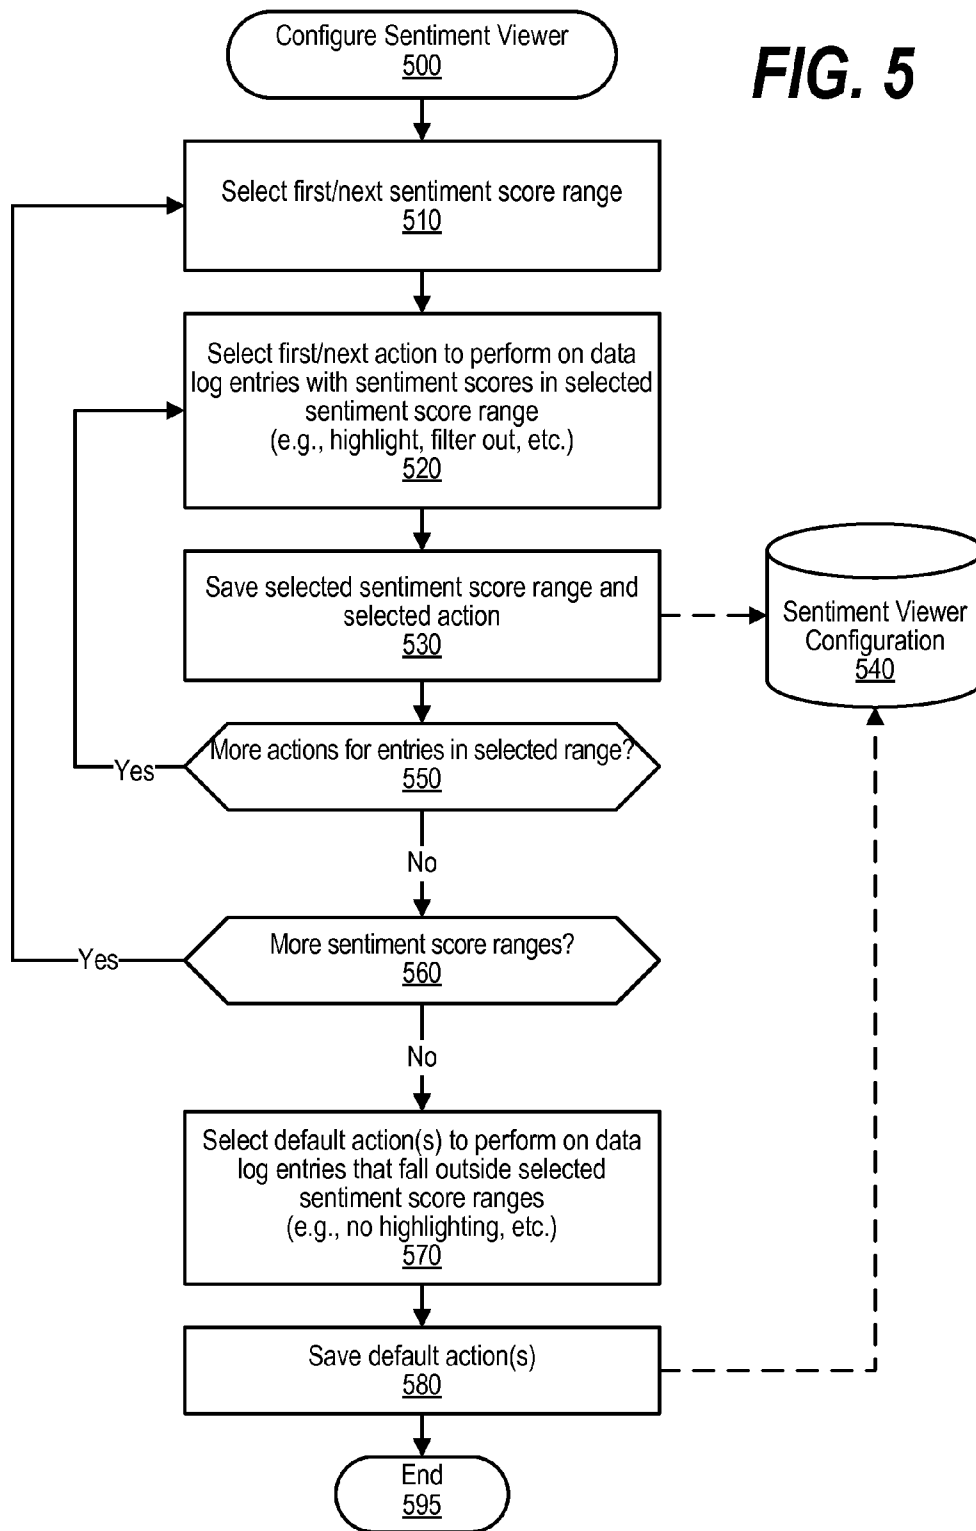 Configure Sentiment Viewer
500
FIG. 5
Select first/next sentiment score range
510
Select first/next action to perform on data
log entries with sentiment scores in selected
sentiment score range
(e.g., highlight, filter out, etc.)
520
Save selected sentiment score range and
selected action
530
Sentiment Viewer
Configuration
540
More actions for entries in selected range?
550
Yes
No
More sentiment score ranges?
560
Yes
No
Select default action(s) to perform on data
log entries that fall outside selected
sentiment score ranges
(e.g., no highlighting, etc.)
570
Save default action(s)
580
End
595